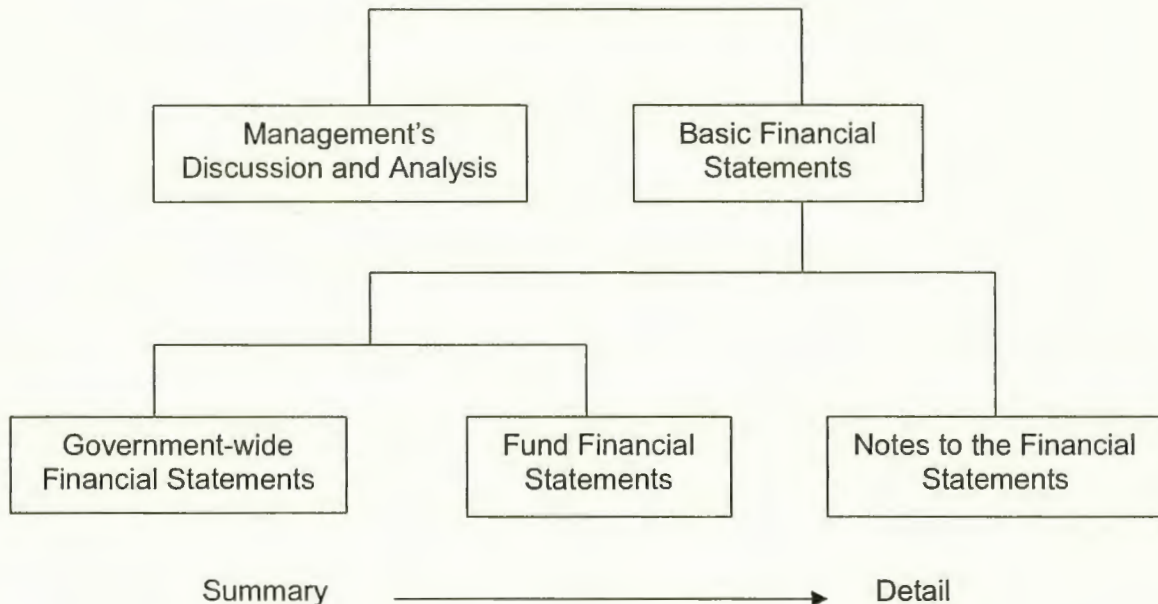 Management's
Discussion and Analysis
Basic Financial
Statements
Government-wide
Financial Statements
Fund Financial
Statements
Notes to the Financial
Statements
Summary
Detail